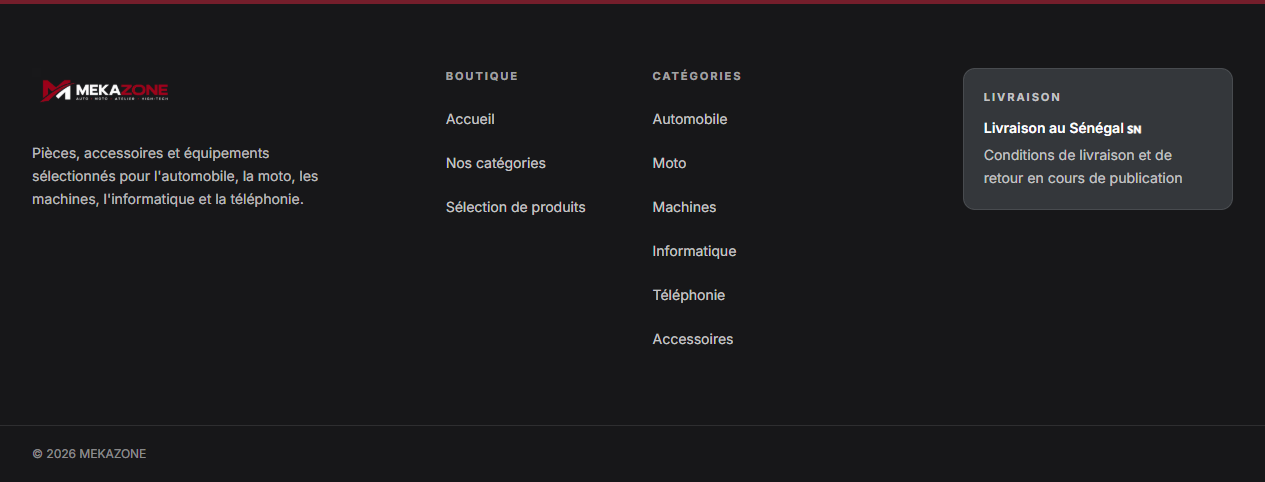 MEKAZONE
AUTO · MOTO · ATELIER · HIGH-TECH
Pièces, accessoires et équipements
sélectionnés pour l'automobile, la moto, les
machines, l'informatique et la téléphonie.
BOUTIQUE
Accueil
Nos catégories
Sélection de produits
CATÉGORIES
Automobile
Moto
Machines
Informatique
Téléphonie
Accessoires
LIVRAISON
Livraison au Sénégal SN
Conditions de livraison et de
retour en cours de publication
© 2026 MEKAZONE